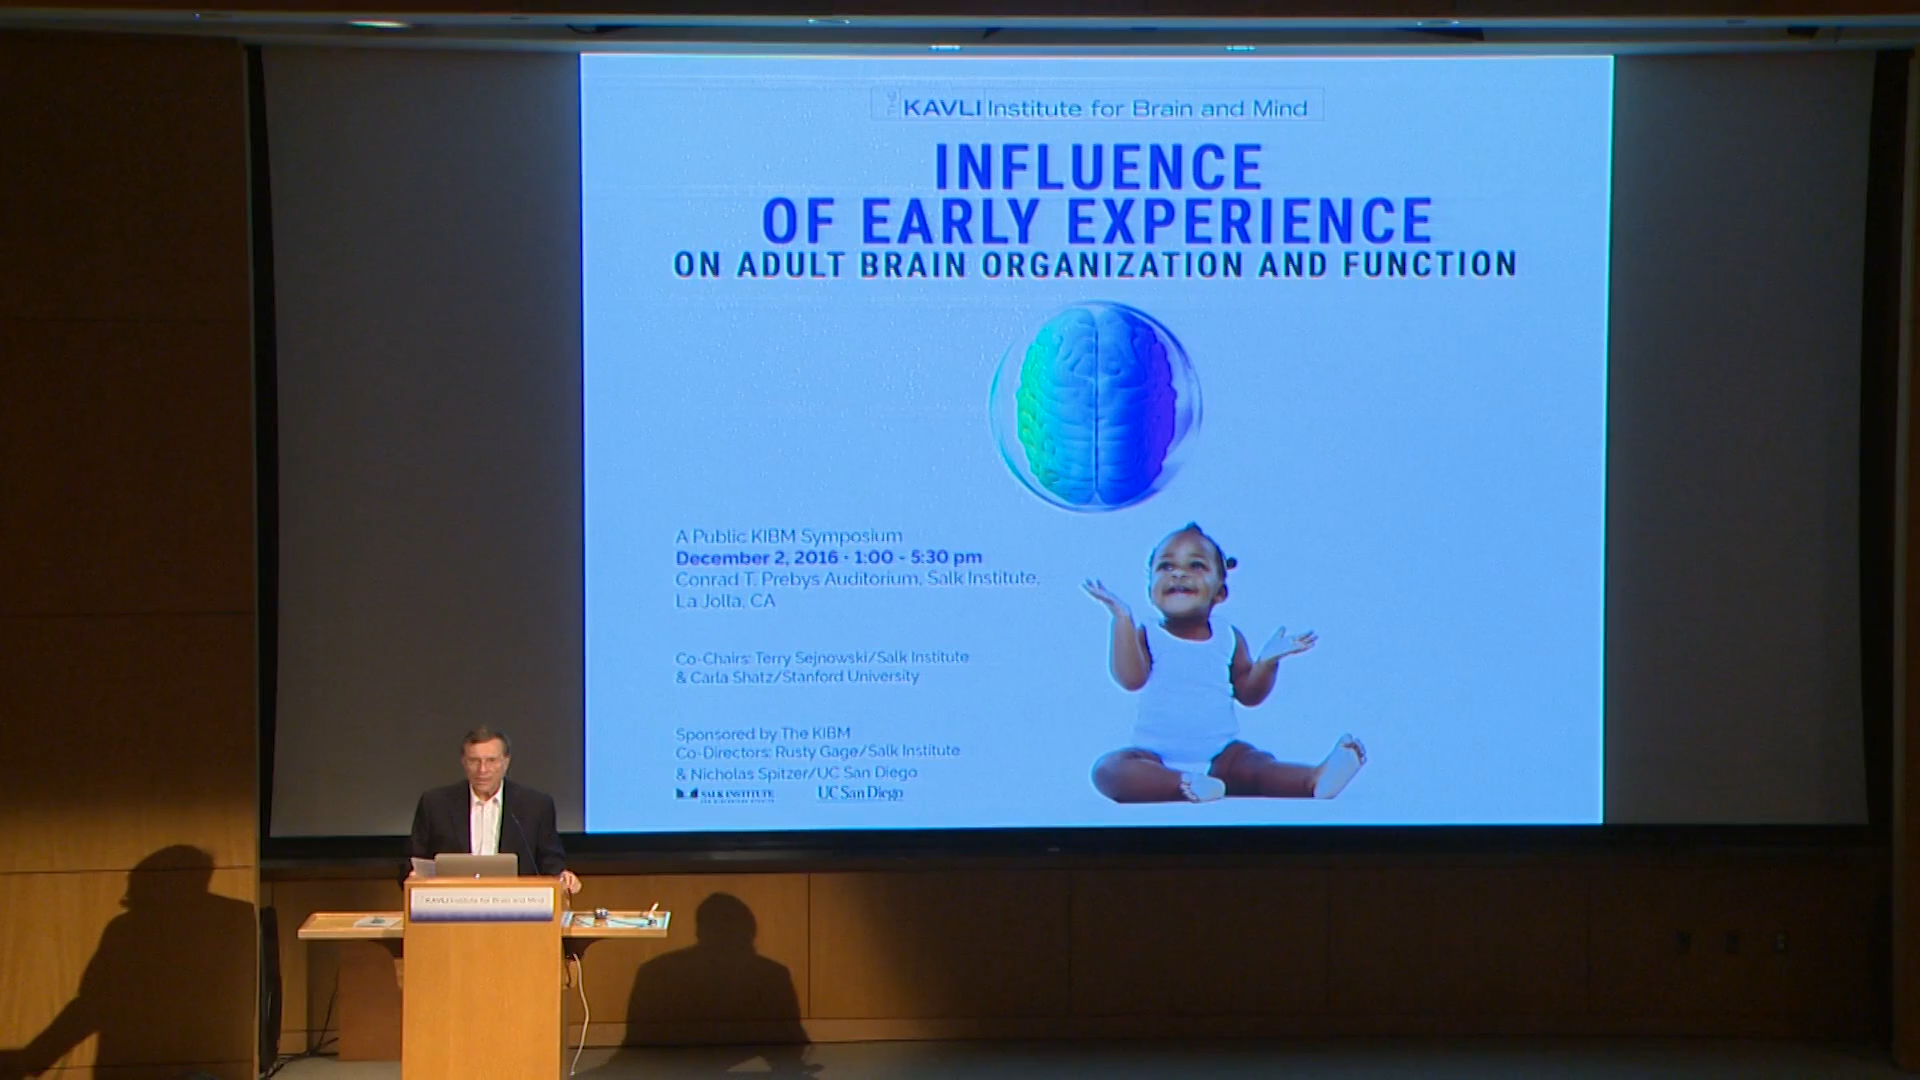 THE KAVLI Institute for Brain and Mind
INFLUENCE
OF EARLY EXPERIENCE
ON ADULT BRAIN ORGANIZATION AND FUNCTION
A Public KIBM Symposium
December 2, 2016 · 1:00 - 5:30 pm
Conrad T. Prebys Auditorium, Salk Institute,
La Jolla, CA
Co-Chairs: Terry Sejnowski/Salk Institute
& Carla Shatz/Stanford University
Sponsored by The KIBM
Co-Directors: Rusty Gage/Salk Institute
& Nicholas Spitzer/UC San Diego
SALK INSTITUTE
UC San Diego
KAVLI Institute for Brain and Mind